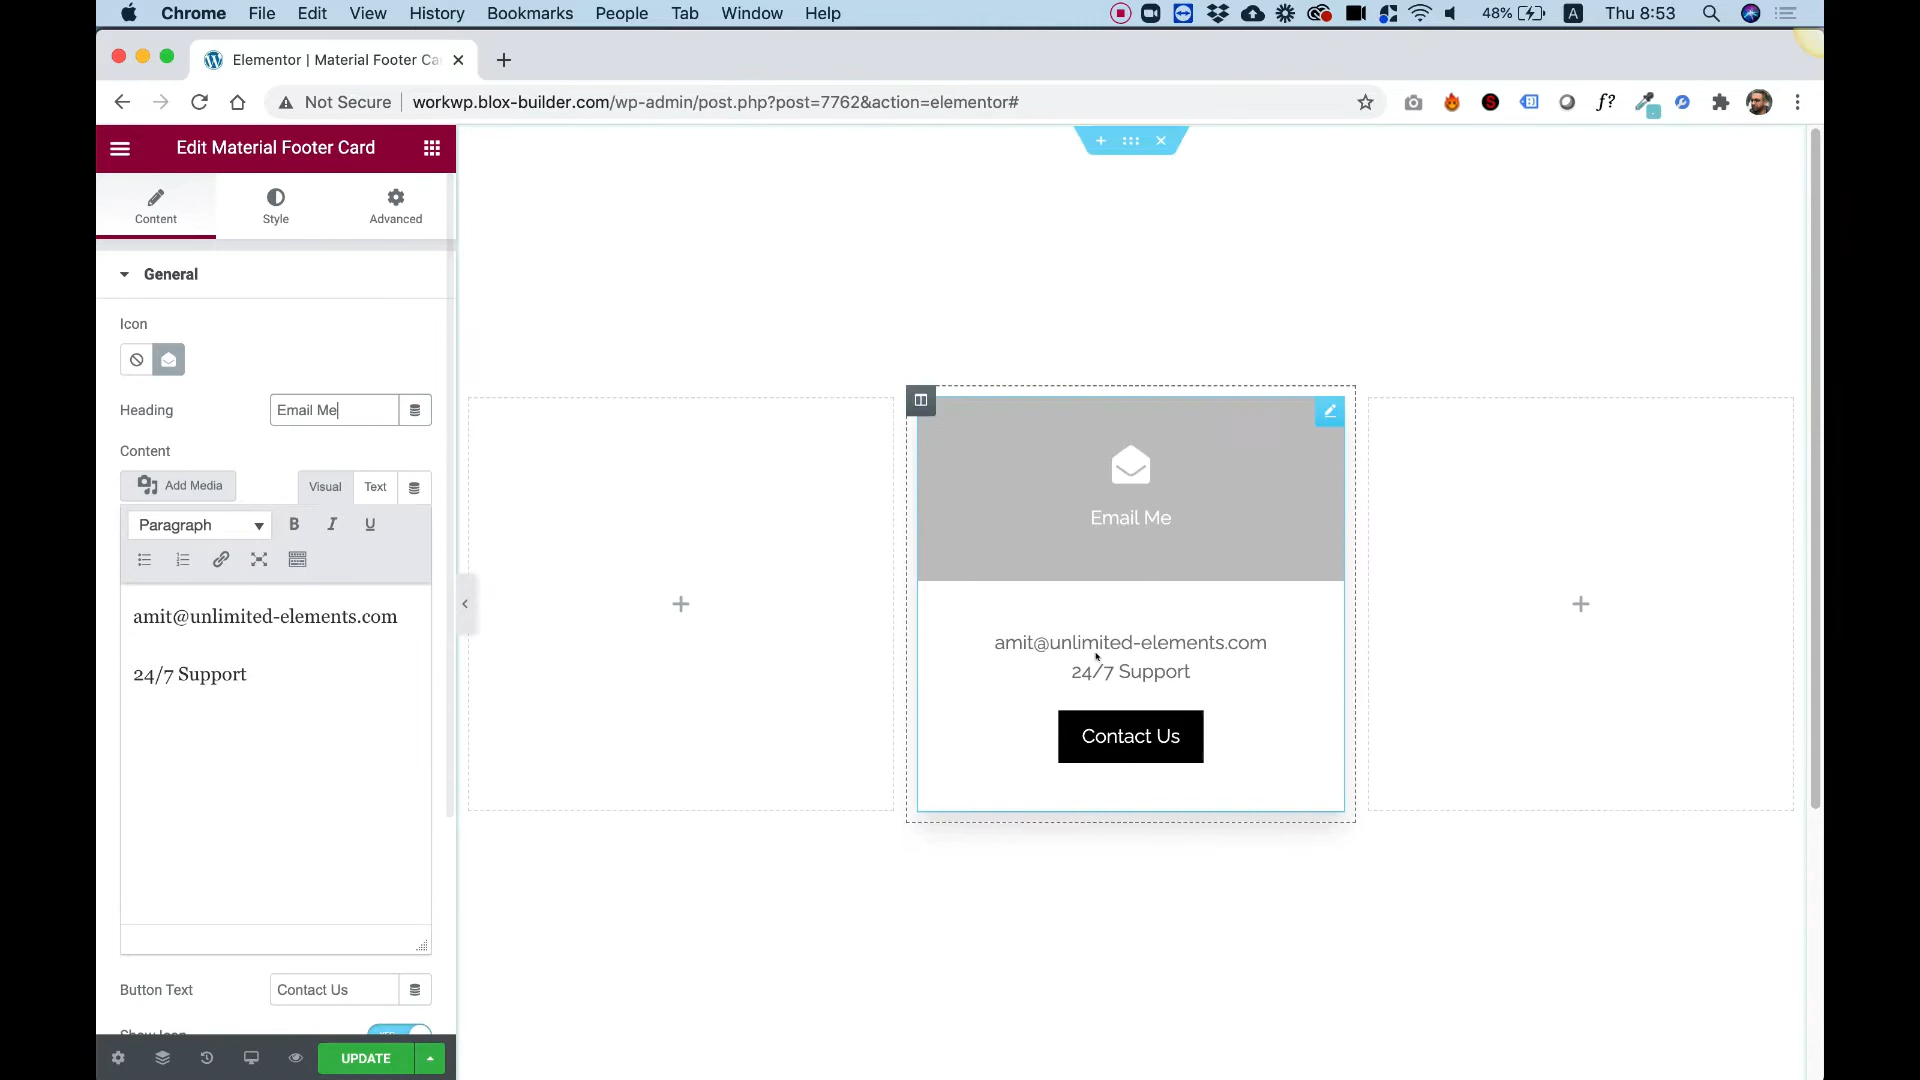 Chrome File Edit View History Bookmarks People Tab Window Help 48% A Thu 8:53
Elementor | Material Footer Ca
Not Secure workwp.blox-builder.com/wp-admin/post.php?post=7762&action=elementor#
Edit Material Footer Card
Content Style Advanced
General
Icon
Heading Email Me
Content
Add Media Visual Text
Paragraph B I U
amit@unlimited-elements.com
24/7 Support
Button Text Contact Us
Show Icon YES
UPDATE
Email Me
amit@unlimited-elements.com
24/7 Support
Contact Us